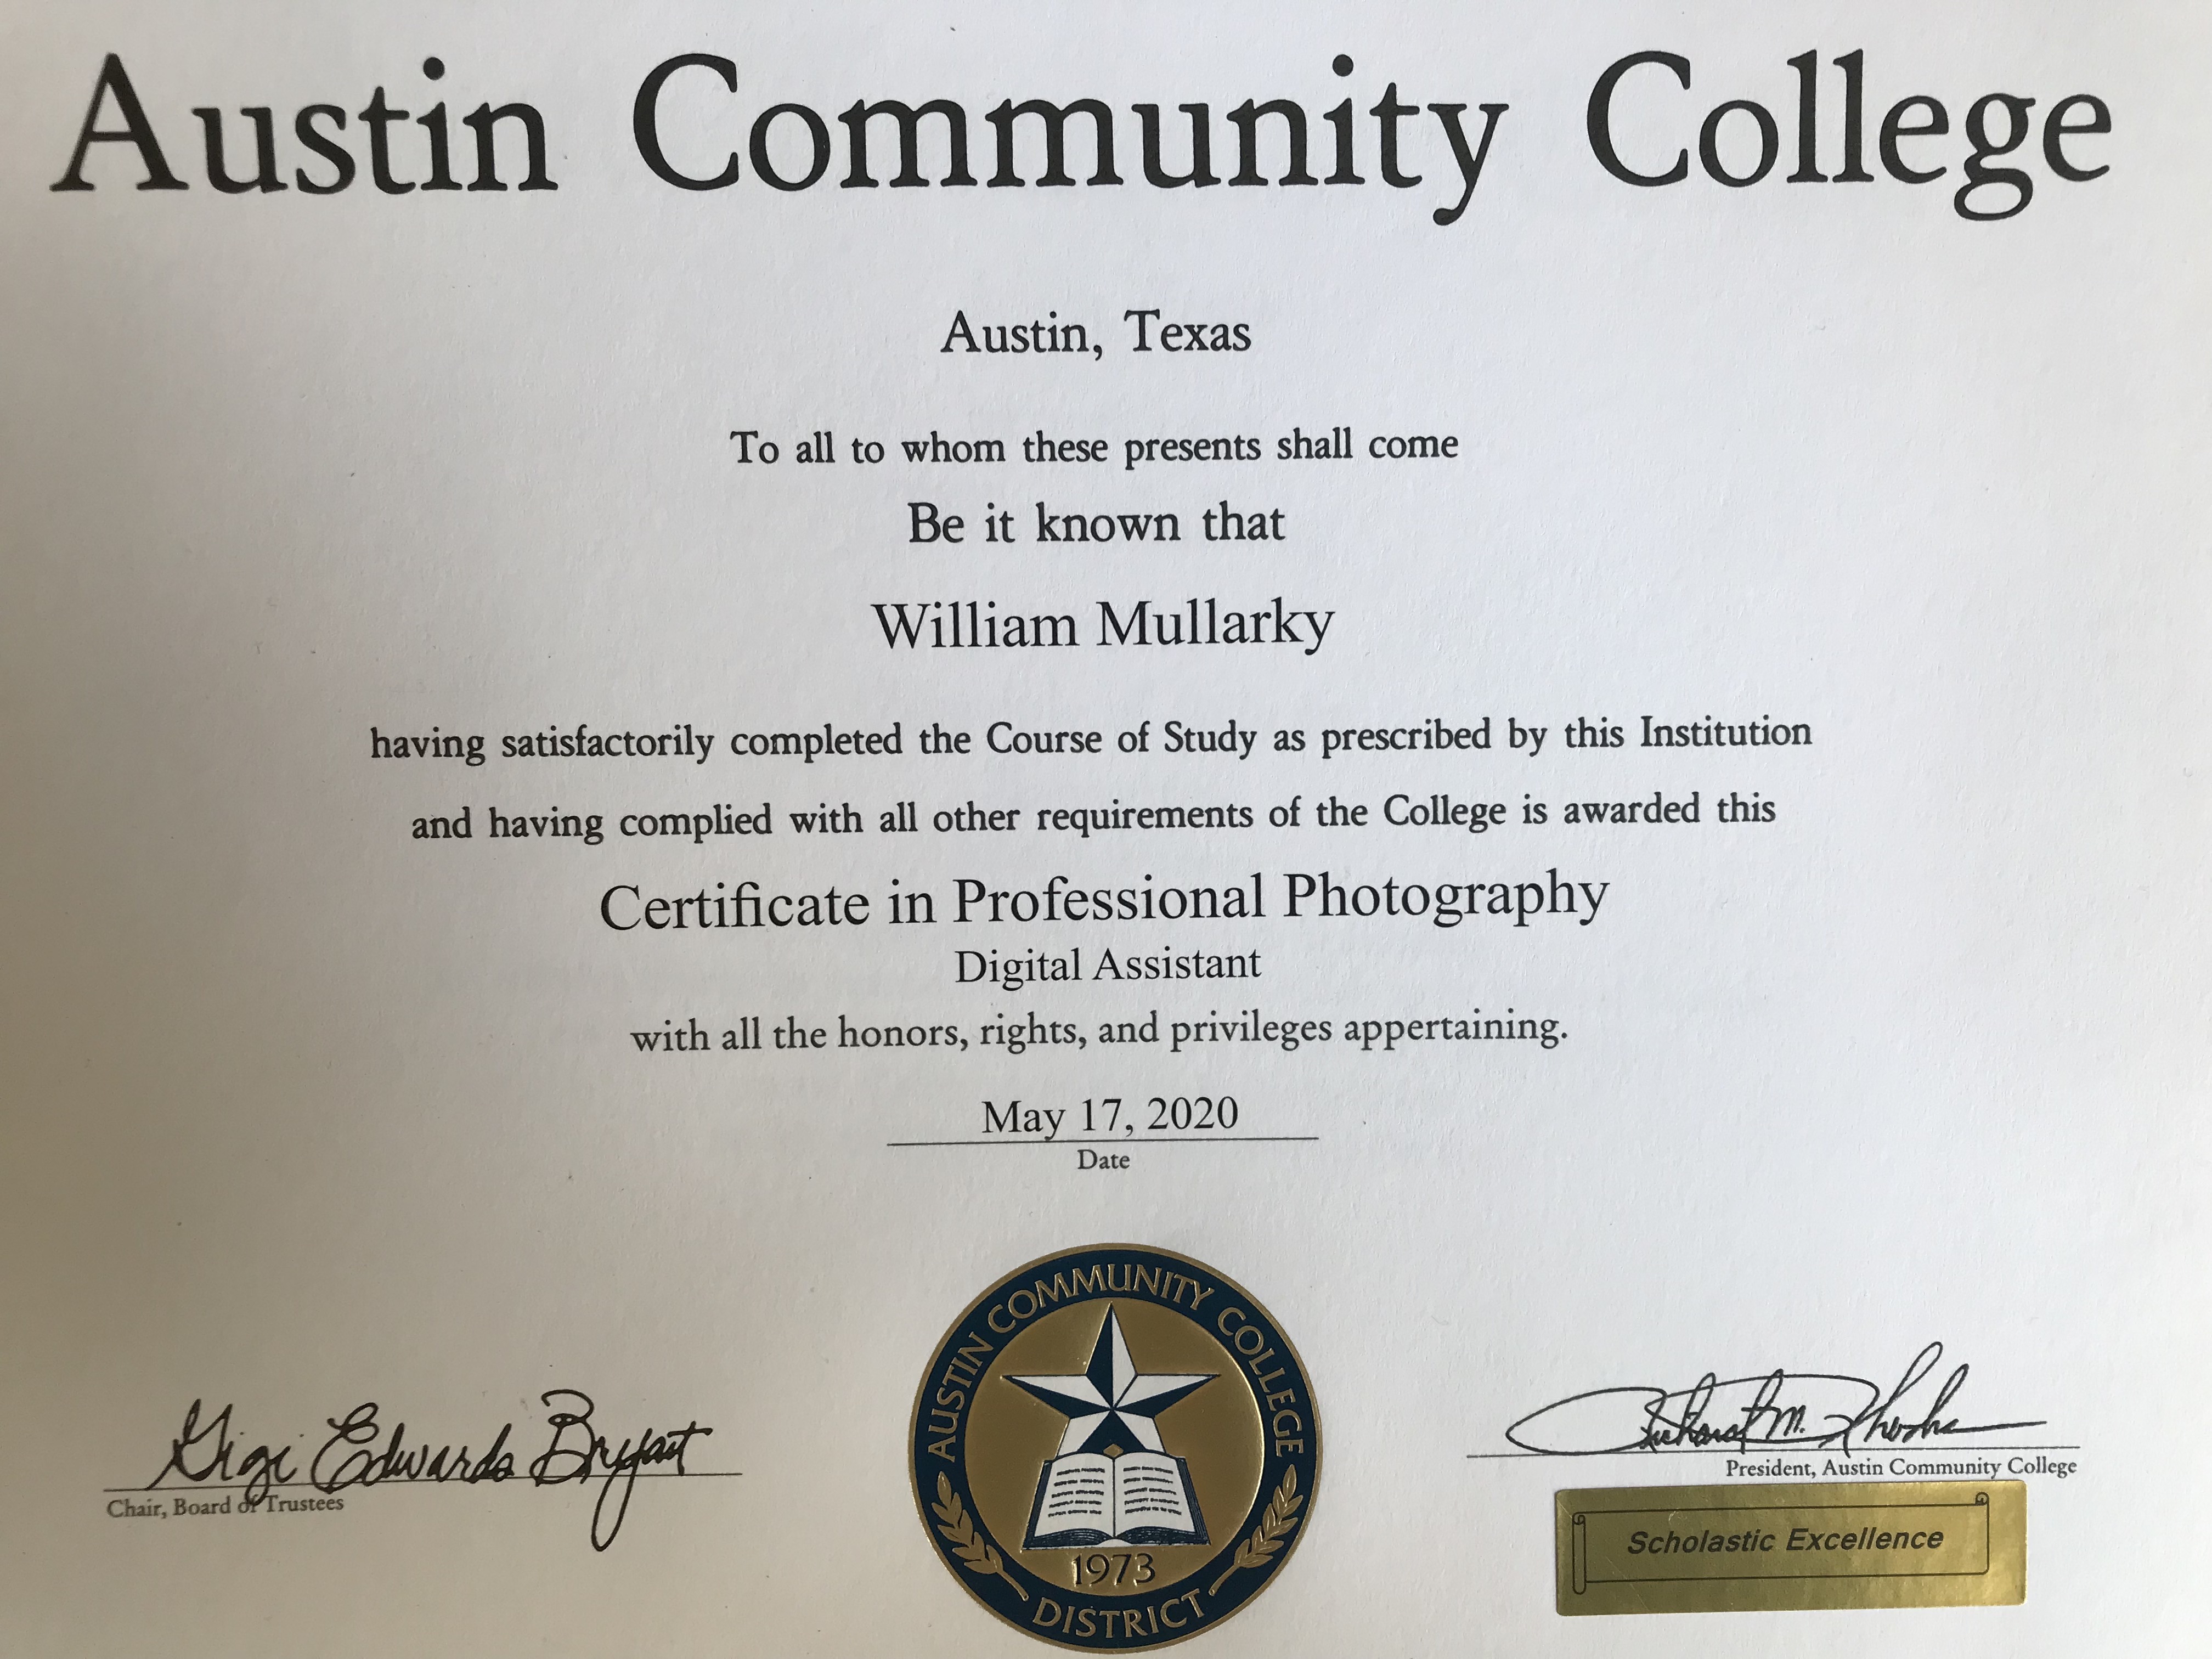 Austin Community College
Austin, Texas
To all to whom these presents shall come
Be it known that
William Mullarky
having satisfactorily completed the Course of Study as prescribed by this Institution
and having complied with all other requirements of the College is awarded this
Certificate in Professional Photography
Digital Assistant
with all the honors, rights, and privileges appertaining.
May 17, 2020
Date
Gigi Edwards Bryant
Chair, Board of Trustees
AUSTIN COMMUNITY COLLEGE
1973
DISTRICT
Richard M. Rhodes
President, Austin Community College
Scholastic Excellence